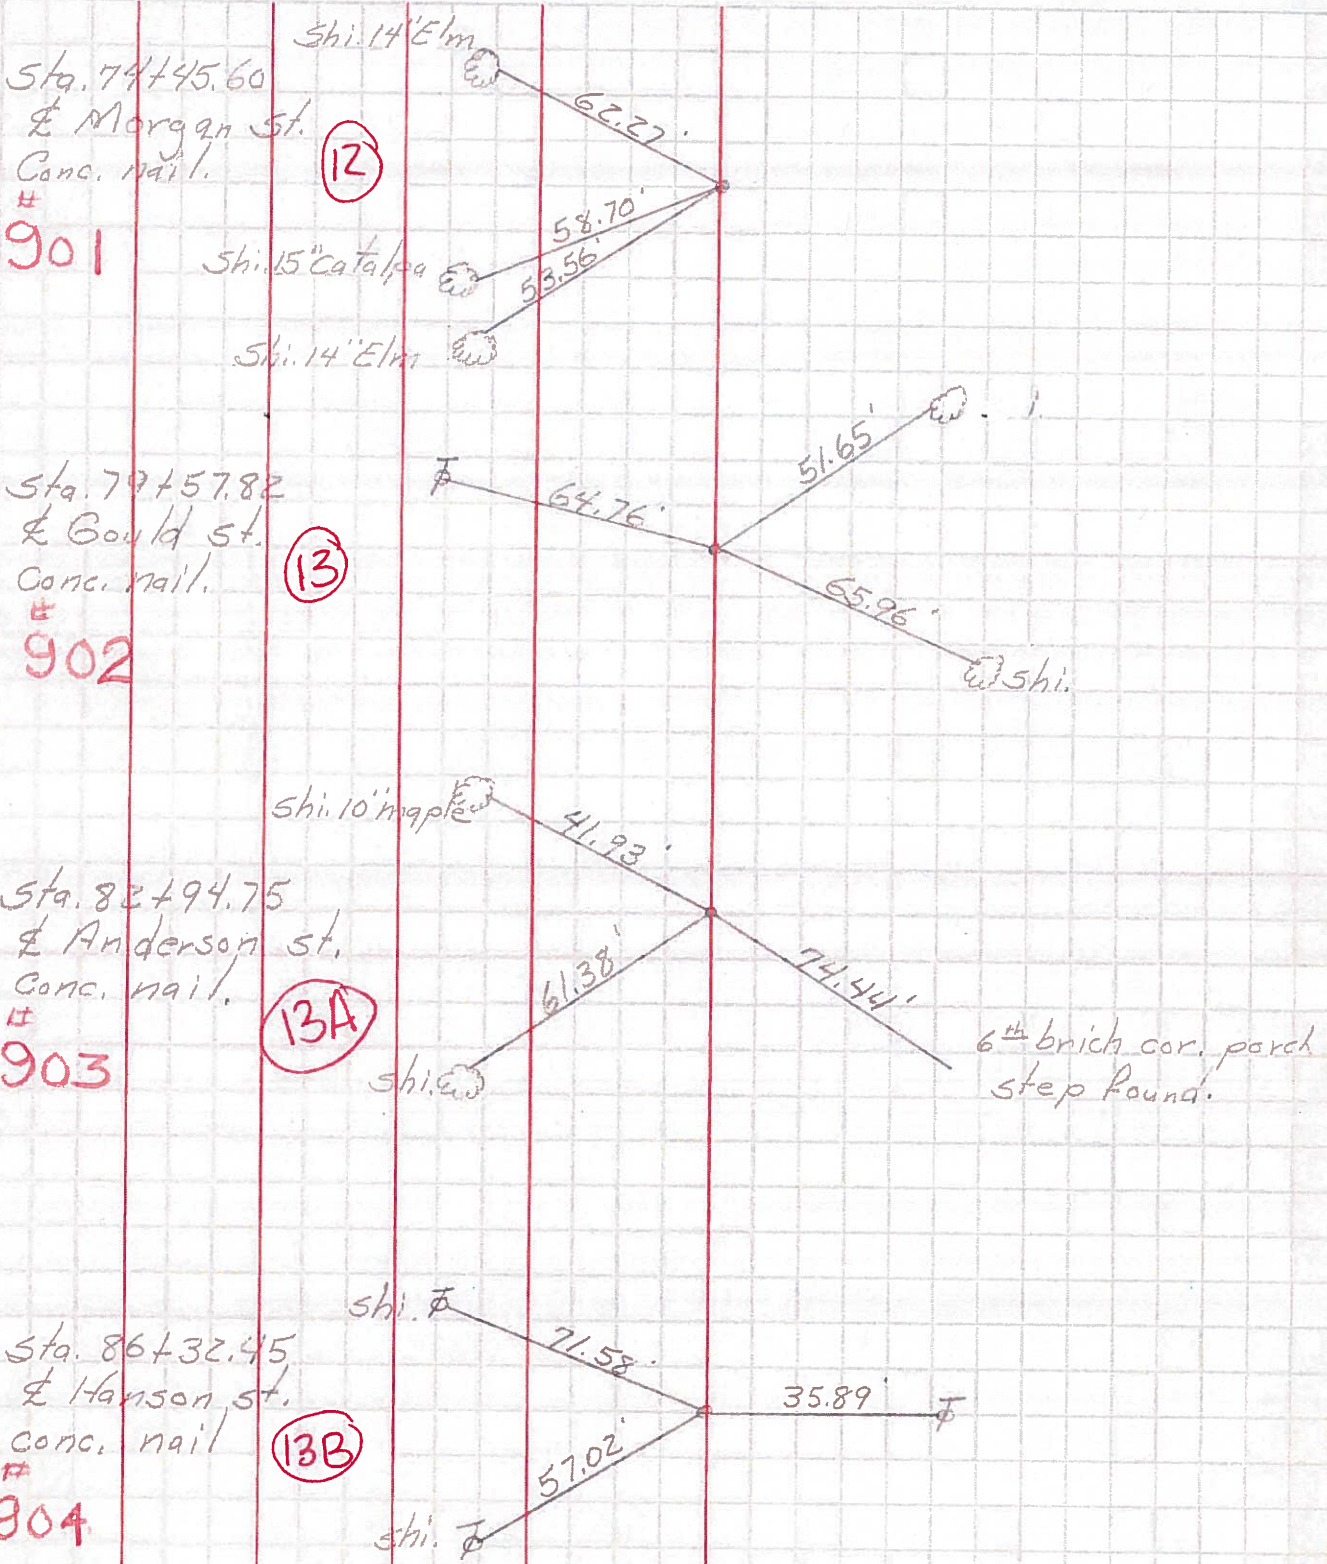 Shi. 14" Elm
Sta. 74+45.60
℄ Morgan St.
Conc. nail.
#
901
12
62.27'
58.70'
53.56'
Shi. 15" Catalpa
Shi. 14" Elm
Sta. 79+57.82
℄ Gould st.
Conc. nail.
#
902
13
64.76'
51.65'
65.96'
shi.
Shi. 10" maple
Sta. 82+94.75
℄ Anderson st.
Conc. nail.
#
903
13A
41.93'
61.38'
74.44'
shi.
6th brich cor. porch
step found.
shi.
Sta. 86+32.45
℄ Hanson st.
conc. nail
#
904
13B
71.58'
35.89'
57.02'
shi.